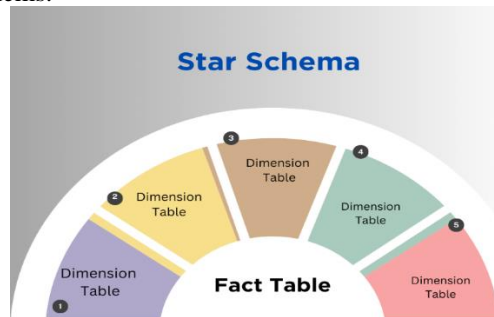 Star Schema
1
Dimension
Table
2
Dimension
Table
3
Dimension
Table
4
Dimension
Table
5
Dimension
Table
Fact Table